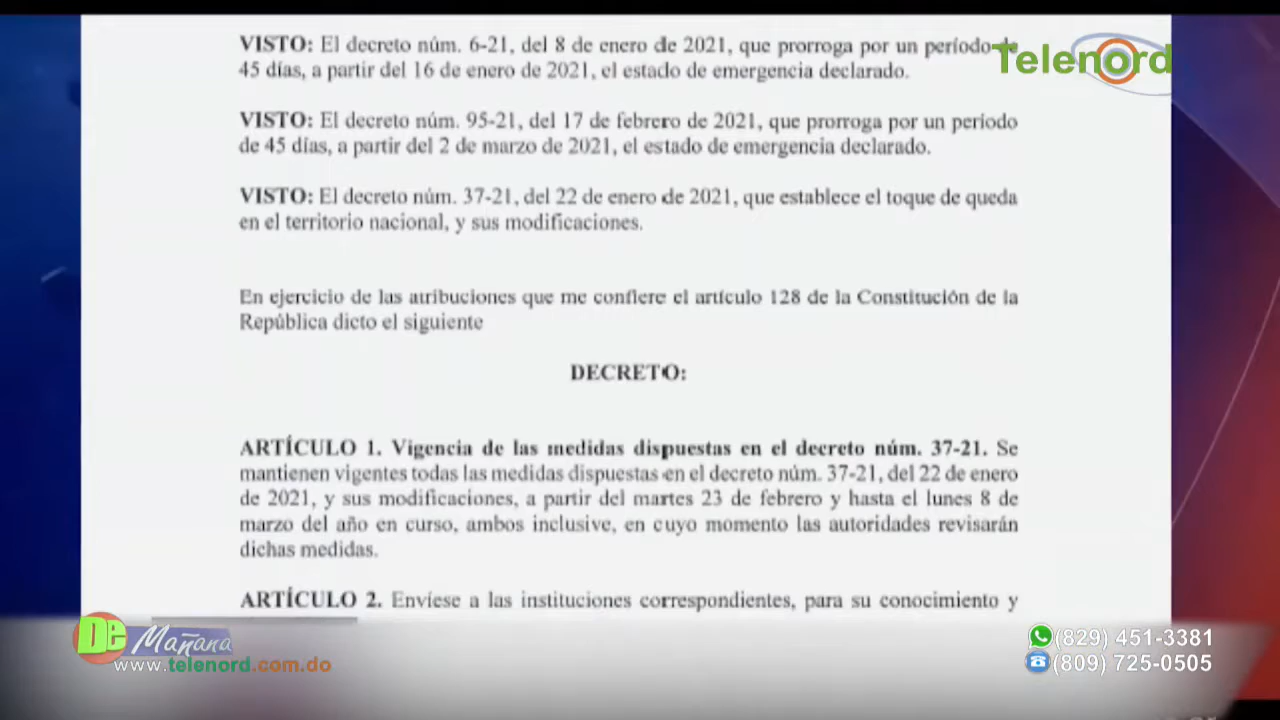 VISTO: El decreto núm. 6-21, del 8 de enero de 2021, que prorroga por un período de
45 días, a partir del 16 de enero de 2021, el estado de emergencia declarado.
Telenord
VISTO: El decreto núm. 95-21, del 17 de febrero de 2021, que prorroga por un período
de 45 días, a partir del 2 de marzo de 2021, el estado de emergencia declarado.
VISTO: El decreto núm. 37-21, del 22 de enero de 2021, que establece el toque de queda
en el territorio nacional, y sus modificaciones.
En ejercicio de las atribuciones que me confiere el artículo 128 de la Constitución de la
República dicto el siguiente
DECRETO:
ARTÍCULO 1. Vigencia de las medidas dispuestas en el decreto núm. 37-21. Se
mantienen vigentes todas las medidas dispuestas en el decreto núm. 37-21, del 22 de enero
de 2021, y sus modificaciones, a partir del martes 23 de febrero y hasta el lunes 8 de
marzo del año en curso, ambos inclusive, en cuyo momento las autoridades revisarán
dichas medidas.
ARTÍCULO 2. Envíese a las instituciones correspondientes, para su conocimiento y
De Mañana
www.telenord.com.do
(829) 451-3381
(809) 725-0505